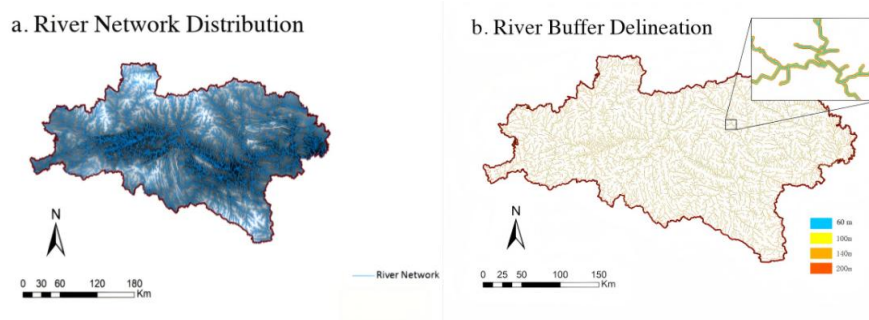 a. River Network Distribution
N
0 30 60 120 180
Km
River Network
b. River Buffer Delineation
N
0 25 50 100 150
Km
60 m
100m
140m
200m